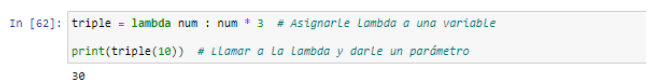 In [62]: triple = lambda num : num * 3 # Asignarle Lambda a una variable
print(triple(10)) # Llamar a la Lambda y darle un parámetro
30